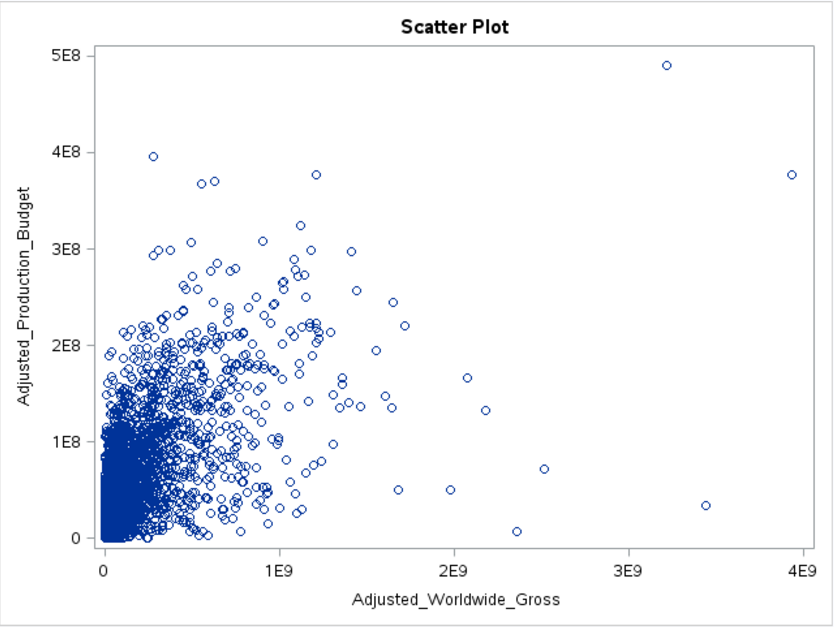 Scatter Plot
5E8
4E8
3E8
2E8
1E8
0
Adjusted_Production_Budget
0 1E9 2E9 3E9 4E9
Adjusted_Worldwide_Gross